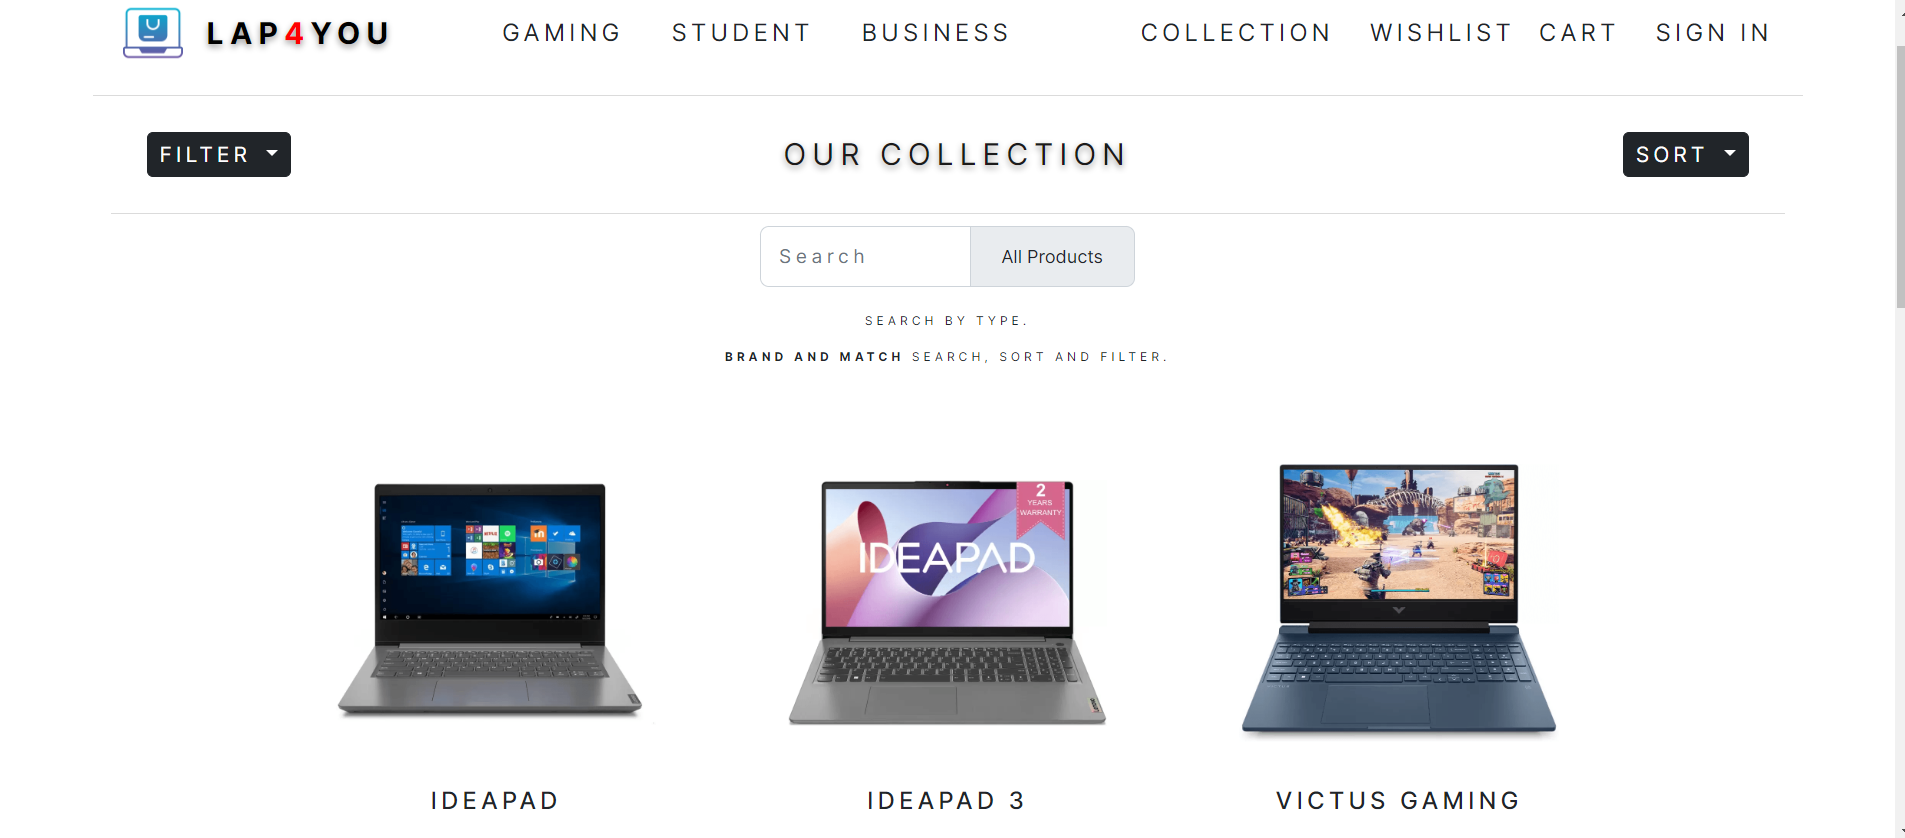 LAP4YOU GAMING STUDENT BUSINESS COLLECTION WISHLIST CART SIGN IN
FILTER OUR COLLECTION SORT
Search All Products
SEARCH BY TYPE.
BRAND AND MATCH SEARCH, SORT AND FILTER.
2
YEARS
WARRANTY
IDEAPAD
IDEAPAD IDEAPAD 3 VICTUS GAMING